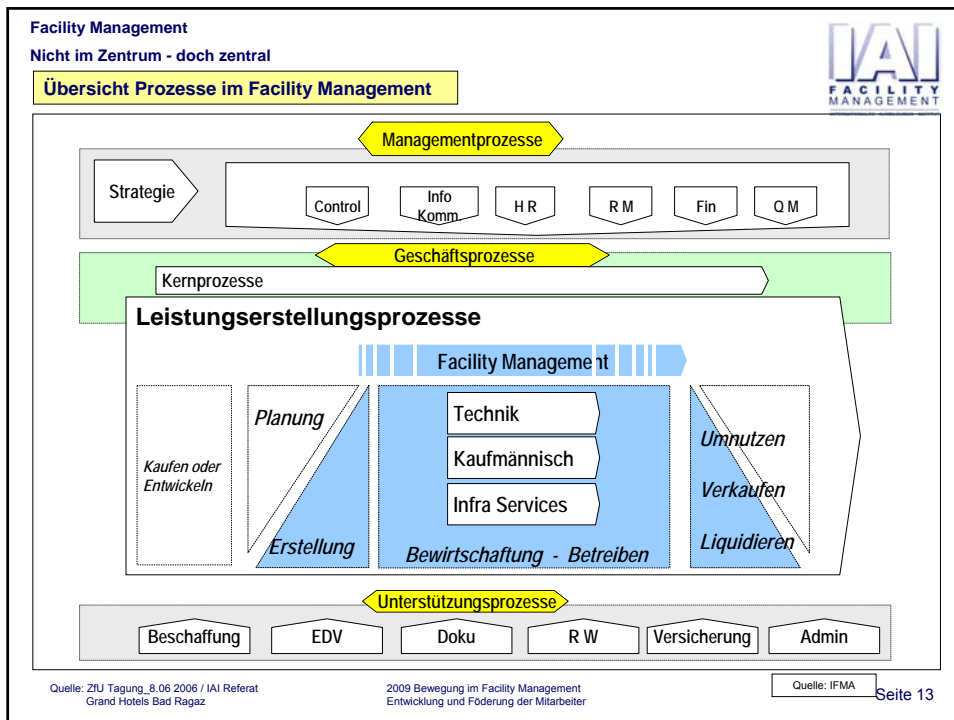 Facility Management
Nicht im Zentrum - doch zentral
Übersicht Prozesse im Facility Management
IAI
FACILITY
MANAGEMENT
Managementprozesse
Strategie
Control
Info
Komm.
H R
R M
Fin
Q M
Geschäftsprozesse
Kernprozesse
Leistungserstellungsprozesse
Facility Management
Kaufen oder
Entwickeln
Planung
Erstellung
Technik
Kaufmännisch
Infra Services
Bewirtschaftung - Betreiben
Umnutzen
Verkaufen
Liquidieren
Unterstützungsprozesse
Beschaffung
EDV
Doku
R W
Versicherung
Admin
Quelle: ZfU Tagung_8.06 2006 / IAI Referat
Grand Hotels Bad Ragaz
2009 Bewegung im Facility Management
Entwicklung und Föderung der Mitarbeiter
Quelle: IFMA
Seite 13